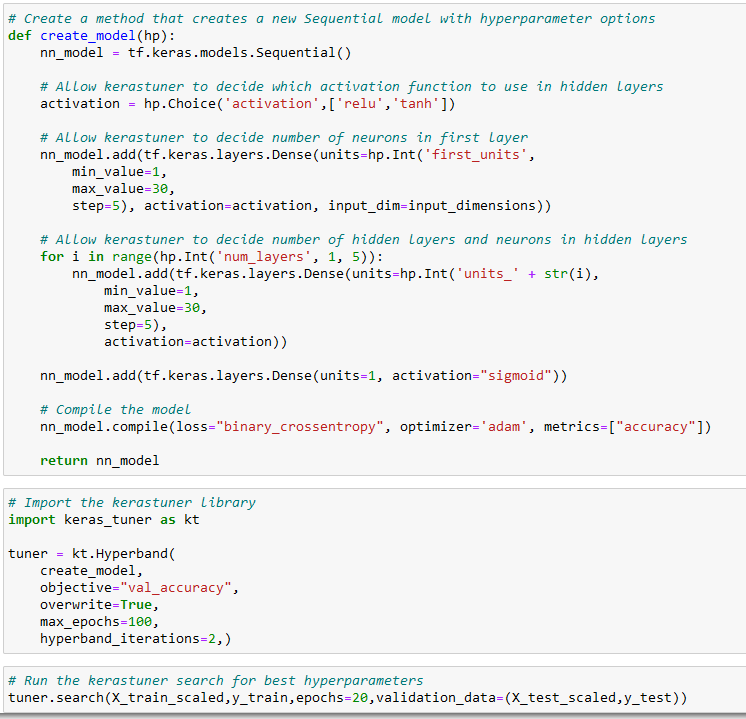 # Create a method that creates a new Sequential model with hyperparameter options
def create_model(hp):
    nn_model = tf.keras.models.Sequential()

    # Allow kerastuner to decide which activation function to use in hidden layers
    activation = hp.Choice('activation',['relu','tanh'])

    # Allow kerastuner to decide number of neurons in first layer
    nn_model.add(tf.keras.layers.Dense(units=hp.Int('first_units',
        min_value=1,
        max_value=30,
        step=5), activation=activation, input_dim=input_dimensions))

    # Allow kerastuner to decide number of hidden layers and neurons in hidden layers
    for i in range(hp.Int('num_layers', 1, 5)):
        nn_model.add(tf.keras.layers.Dense(units=hp.Int('units_' + str(i),
            min_value=1,
            max_value=30,
            step=5),
            activation=activation))

    nn_model.add(tf.keras.layers.Dense(units=1, activation="sigmoid"))

    # Compile the model
    nn_model.compile(loss="binary_crossentropy", optimizer='adam', metrics=["accuracy"])

    return nn_model

# Import the kerastuner library
import keras_tuner as kt

tuner = kt.Hyperband(
    create_model,
    objective="val_accuracy",
    overwrite=True,
    max_epochs=100,
    hyperband_iterations=2,)

# Run the kerastuner search for best hyperparameters
tuner.search(X_train_scaled,y_train,epochs=20,validation_data=(X_test_scaled,y_test))